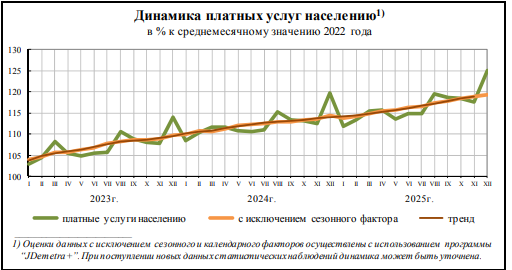 Динамика платных услуг населению1)
в % к среднемесячному значению 2022 года
130
125
120
115
110
105
100
I II III IV V VI VII VIII IX X XI XII I II III IV V VI VII VIII IX X XI XII I II III IV V VI VII VIII IX X XI XII
2023г. 2024г. 2025г.
платные услуги населению с исключением сезонного фактора тренд
1) Оценки данных с исключением сезонного и календарного факторов осуществлены с использованием программы
“JDemetra+”. При поступлении новых данных статистических наблюдений динамика может быть уточнена.